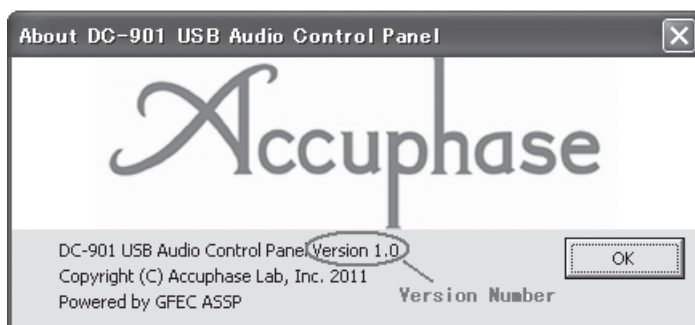 About DC-901 USB Audio Control Panel
Accuphase
DC-901 USB Audio Control Panel Version 1.0
Copyright (C) Accuphase Lab, Inc. 2011
Powered by GFEC ASSP
OK
Version Number